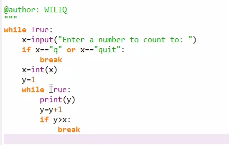 @author: WILIQ
"""
while True:
    x=input("Enter a number to count to: ")
    if x=="q" or x=="quit":
        break
    x=int(x)
    y=1
    while True:
        print(y)
        y=y+1
        if y>x:
            break